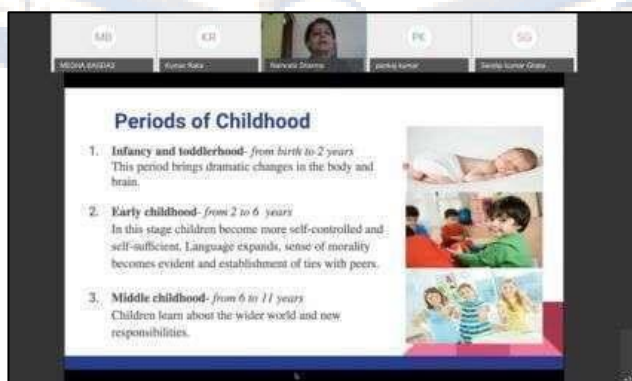 MB
KR
PK
SG
MEGHA BAGDAS
Kumar Raka
Namrata Sharma
pankaj kumar
Sandip kumar Ghata
Periods of Childhood
1. Infancy and toddlerhood- from birth to 2 years
This period brings dramatic changes in the body and
brain.
2. Early childhood- from 2 to 6 years
In this stage children become more self-controlled and
self-sufficient. Language expands, sense of morality
becomes evident and establishment of ties with peers.
3. Middle childhood- from 6 to 11 years
Children learn about the wider world and new
responsibilities.